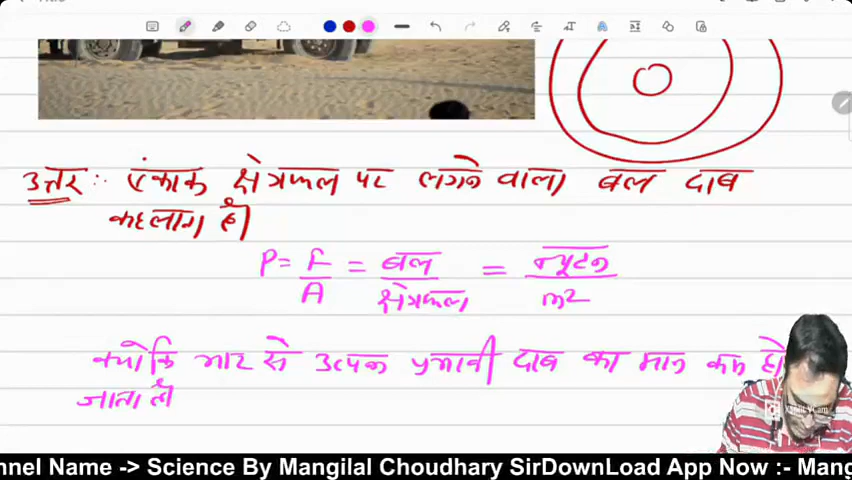 उत्तर :- एकांक क्षेत्रफल पर लगने वाला बल दाब
कहलाता है
P = F/A = बल/क्षेत्रफल = न्यूटन/m2
क्योंकि भार से उत्पन्न प्रभावी दाब का मान कम हो
जाता है
nnel Name -> Science By Mangilal Choudhary SirDownLoad App Now :- Mang